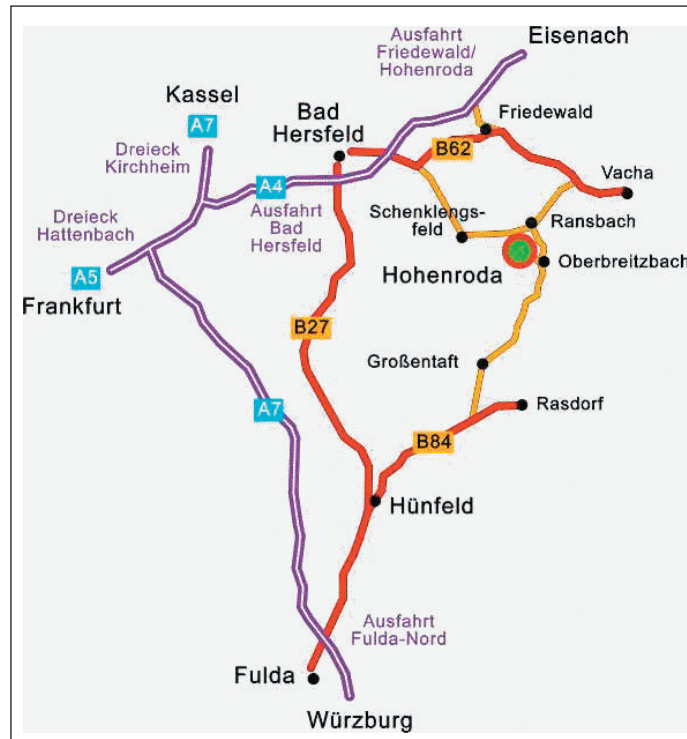 Ausfahrt
Friedewald/
Hohenroda
Eisenach
Kassel
A7
Bad
Hersfeld
Friedewald
B62
Dreieck
Kirchheim
Vacha
A4
Ausfahrt Bad
Hersfeld
Schenklengs-
feld
Ransbach
Dreieck
Hattenbach
Hohenroda
Oberbreitzbach
A5
Frankfurt
B27
Großentaft
A7
Rasdorf
B84
Hünfeld
Ausfahrt
Fulda-Nord
Fulda
Würzburg